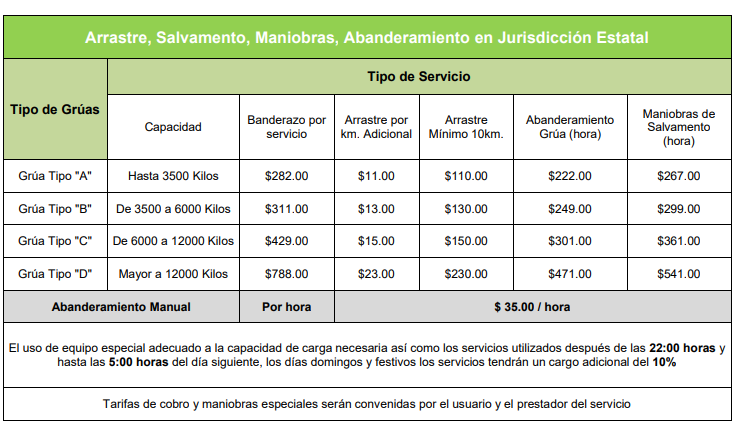 Arrastre, Salvamento, Maniobras, Abanderamiento en Jurisdicción Estatal
Tipo de Grúas
Tipo de Servicio
Capacidad
Banderazo por
servicio
Arrastre por
km. Adicional
Arrastre
Mínimo 10km.
Abanderamiento
Grúa (hora)
Maniobras de
Salvamento
(hora)
Grúa Tipo "A" Hasta 3500 Kilos $282.00 $11.00 $110.00 $222.00 $267.00
Grúa Tipo "B" De 3500 a 6000 Kilos $311.00 $13.00 $130.00 $249.00 $299.00
Grúa Tipo "C" De 6000 a 12000 Kilos $429.00 $15.00 $150.00 $301.00 $361.00
Grúa Tipo "D" Mayor a 12000 Kilos $788.00 $23.00 $230.00 $471.00 $541.00
Abanderamiento Manual Por hora $ 35.00 / hora
El uso de equipo especial adecuado a la capacidad de carga necesaria así como los servicios utilizados después de las 22:00 horas y
hasta las 5:00 horas del día siguiente, los días domingos y festivos los servicios tendrán un cargo adicional del 10%
Tarifas de cobro y maniobras especiales serán convenidas por el usuario y el prestador del servicio